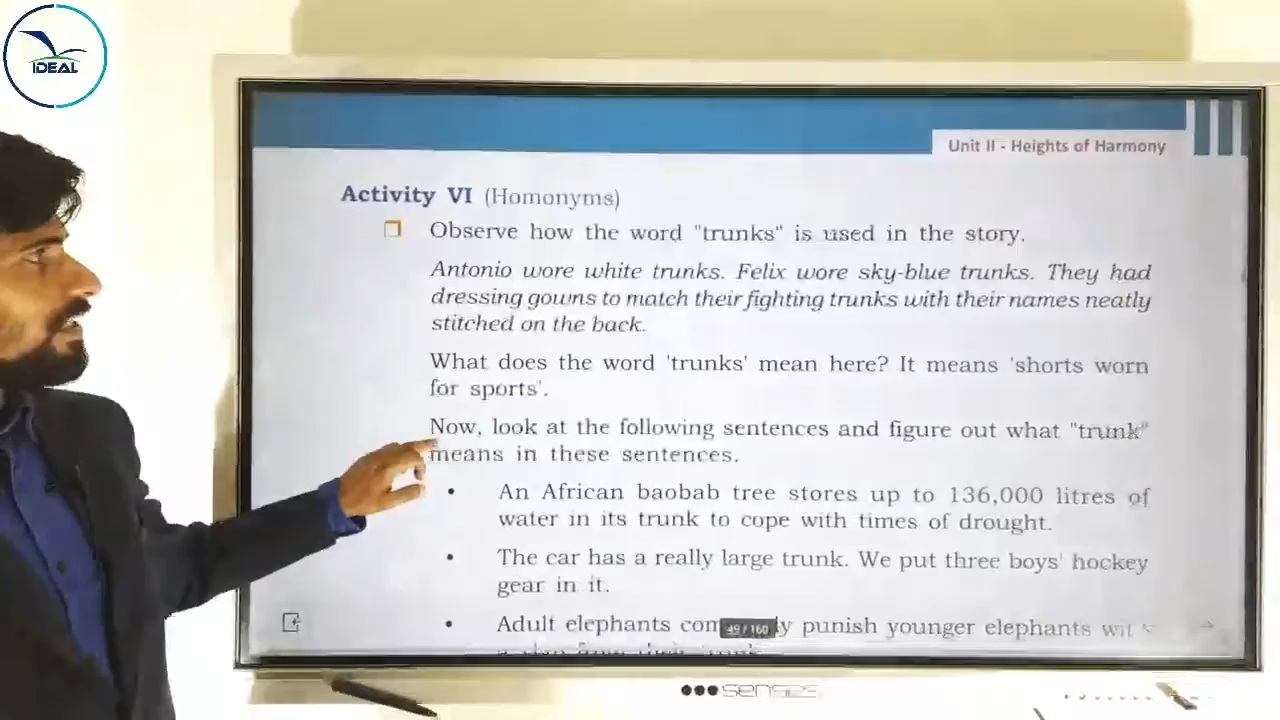 IDEAL
Unit II - Heights of Harmony
Activity VI (Homonyms)
Observe how the word "trunks" is used in the story.
Antonio wore white trunks. Felix wore sky-blue trunks. They had
dressing gowns to match their fighting trunks with their names neatly
stitched on the back.
What does the word 'trunks' mean here? It means 'shorts worn
for sports'.
Now, look at the following sentences and figure out what "trunk"
means in these sentences.
• An African baobab tree stores up to 136,000 litres of
water in its trunk to cope with times of drought.
• The car has a really large trunk. We put three boys' hockey
gear in it.
• Adult elephants com 49 / 160 y punish younger elephants wit
senses